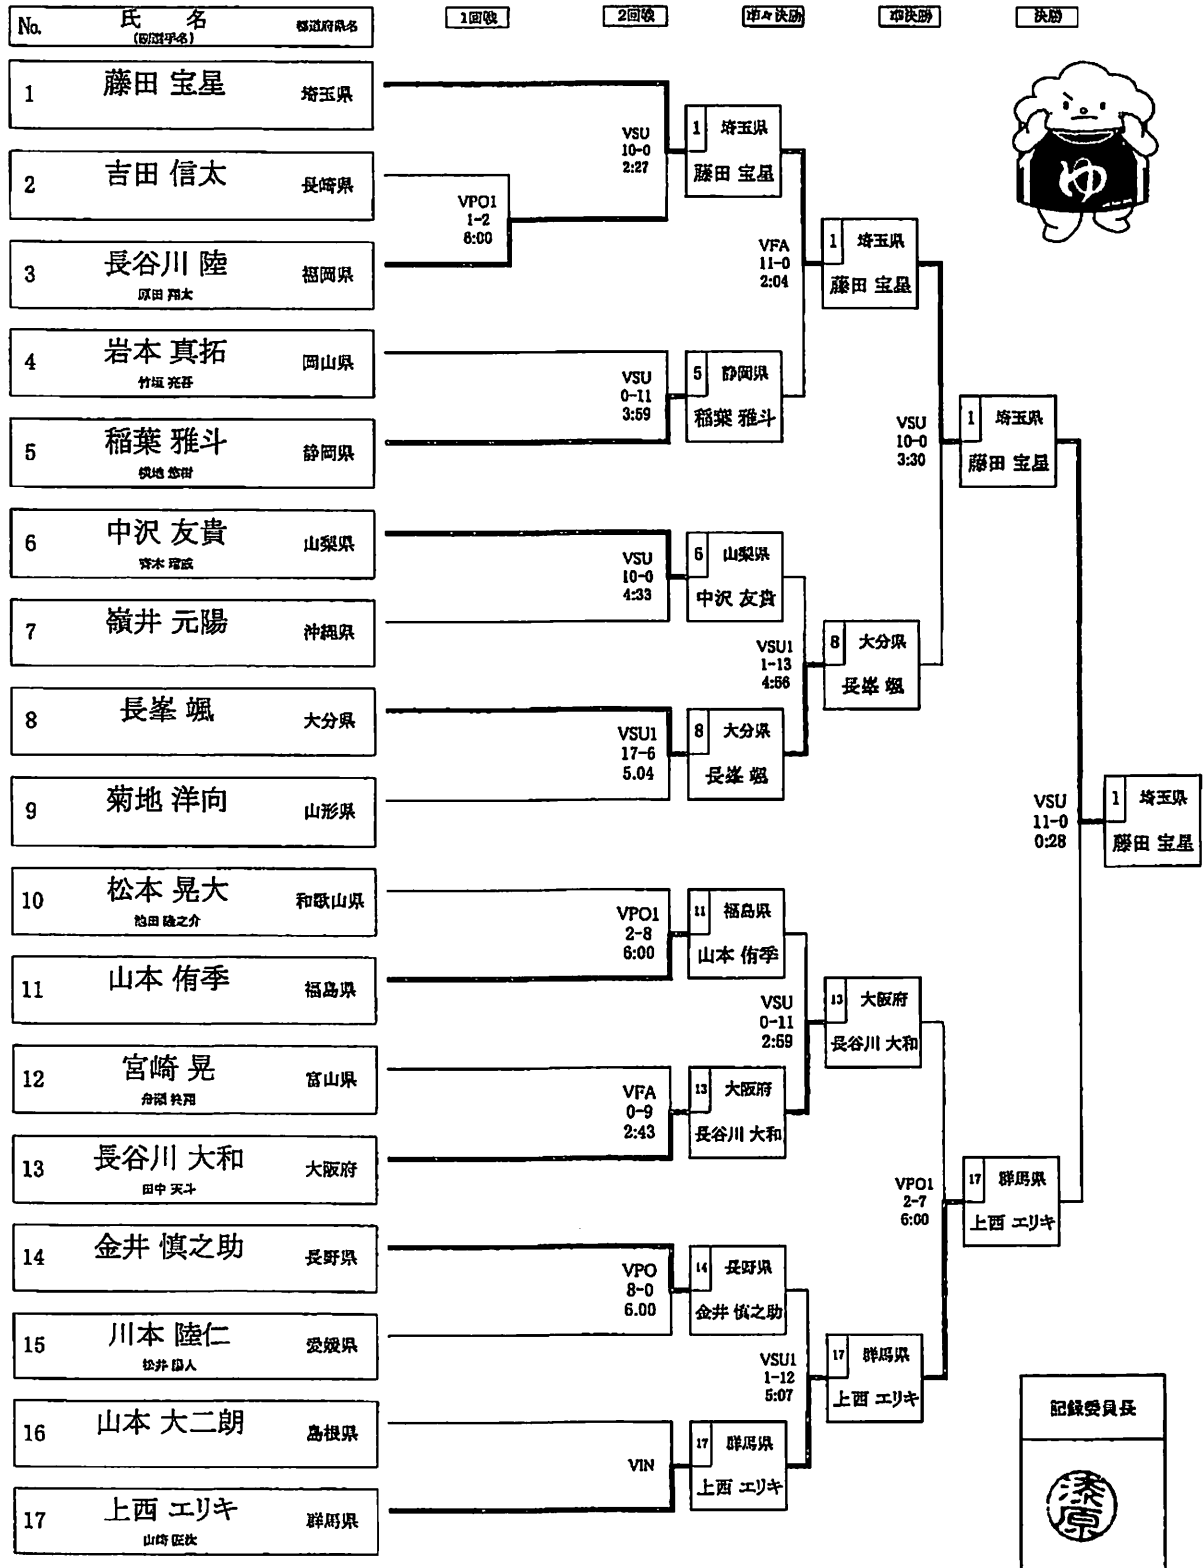 No. 氏名 (前選手名) 都道府県名 1回戦 2回戦 準々決勝 準決勝 決勝
1 藤田 宝星 埼玉県
2 吉田 信太 長崎県
3 長谷川 陸 福岡県
原田 翔太
4 岩本 真拓 岡山県
5 稲葉 雅斗 静岡県
6 中沢 友貴 山梨県
7 嶺井 元陽 沖縄県
8 長峯 颯 大分県
9 菊地 洋向 山形県
10 松本 晃大 和歌山県
11 山本 侑季 福島県
12 宮崎 晃 富山県
13 長谷川 大和 大阪府
田中 天斗
14 金井 慎之助 長野県
15 川本 陸仁 愛媛県
16 山本 大二朗 島根県
17 上西 エリキ 群馬県
VPO1
1-2
6:00
VSU
10-0
2:27
VSU
0-11
3:59
VSU
10-0
4:33
VSU1
17-6
5.04
VPO1
2-8
6:00
VFA
0-9
2:43
VPO
8-0
6.00
VIN
1 埼玉県
藤田 宝星
5 静岡県
稲葉 雅斗
6 山梨県
中沢 友貴
8 大分県
長峯 颯
11 福島県
山本 侑季
13 大阪府
長谷川 大和
14 長野県
金井 慎之助
17 群馬県
上西 エリキ
VFA
11-0
2:04
VSU1
1-13
4:56
VSU
0-11
2:59
VSU1
1-12
5:07
1 埼玉県
藤田 宝星
8 大分県
長峯 颯
13 大阪府
長谷川 大和
17 群馬県
上西 エリキ
VSU
10-0
3:30
VPO1
2-7
6:00
1 埼玉県
藤田 宝星
17 群馬県
上西 エリキ
VSU
11-0
0:28
1 埼玉県
藤田 宝星
ゆ
記録委員長
漆原